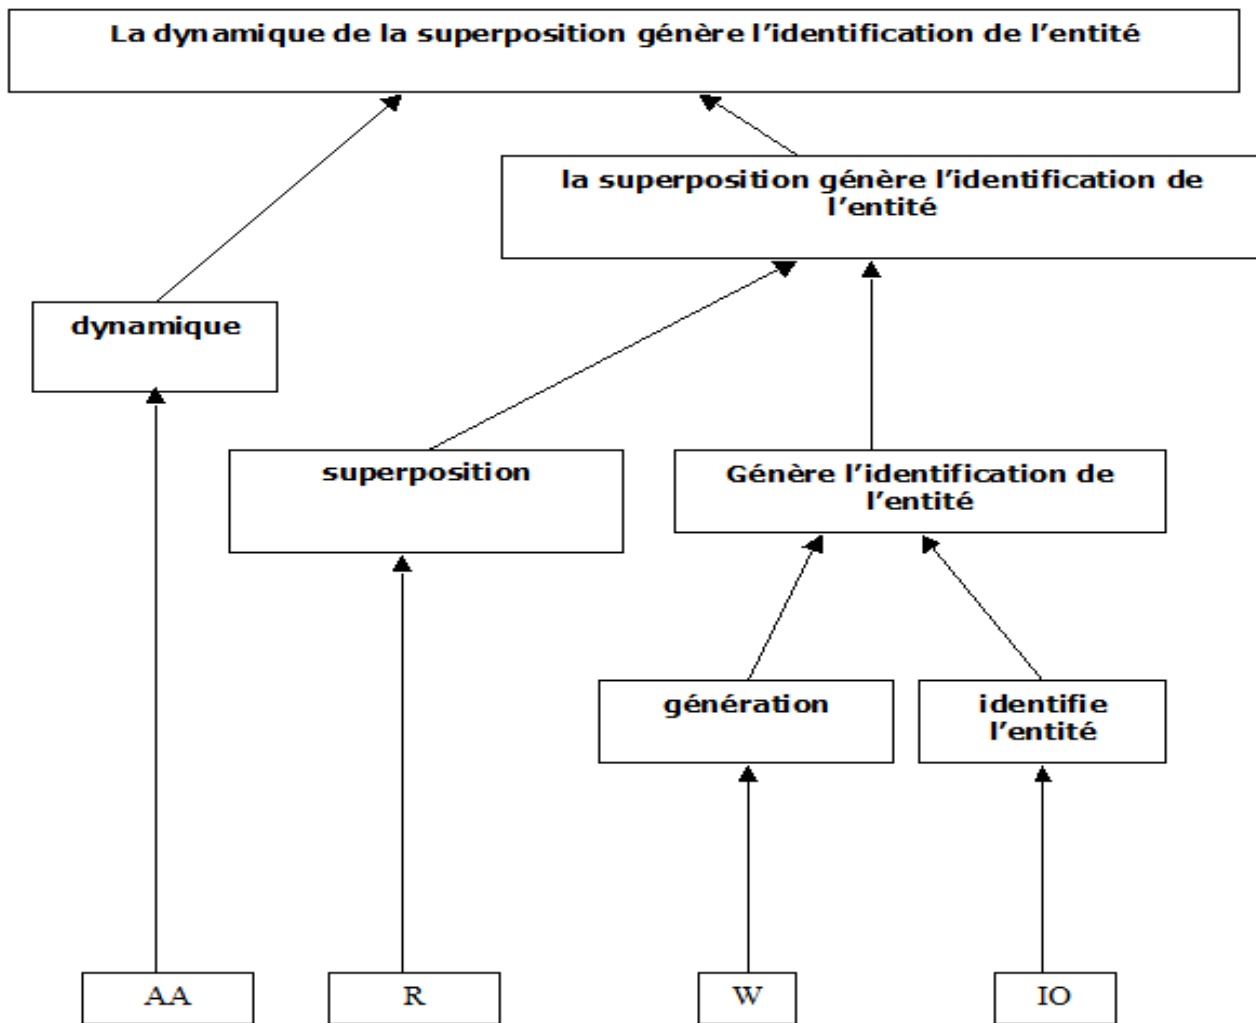 La dynamique de la superposition génère l’identification de l’entité
la superposition génère l’identification de
l’entité
dynamique
superposition
Génère l’identification de
l’entité
génération
identifie
l’entité
AA
R
W
IO